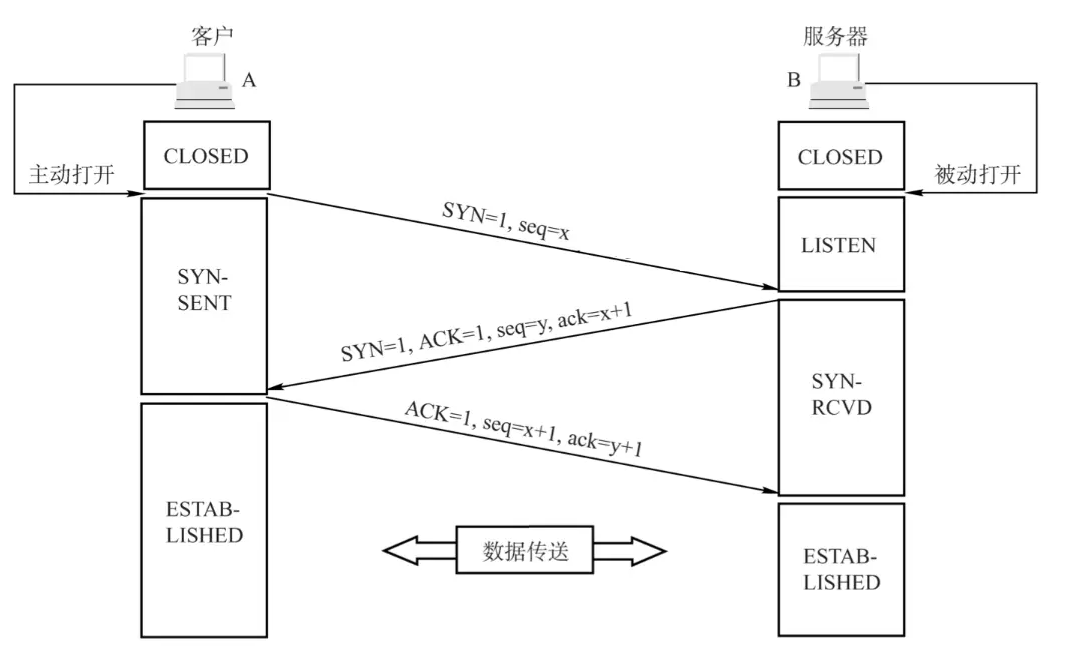 客户
服务器
A
B
CLOSED
CLOSED
主动打开
被动打开
SYN=1, seq=x
LISTEN
SYN-
SENT
SYN=1, ACK=1, seq=y, ack=x+1
SYN-
RCVD
ACK=1, seq=x+1, ack=y+1
ESTAB-
LISHED
数据传送
ESTAB-
LISHED